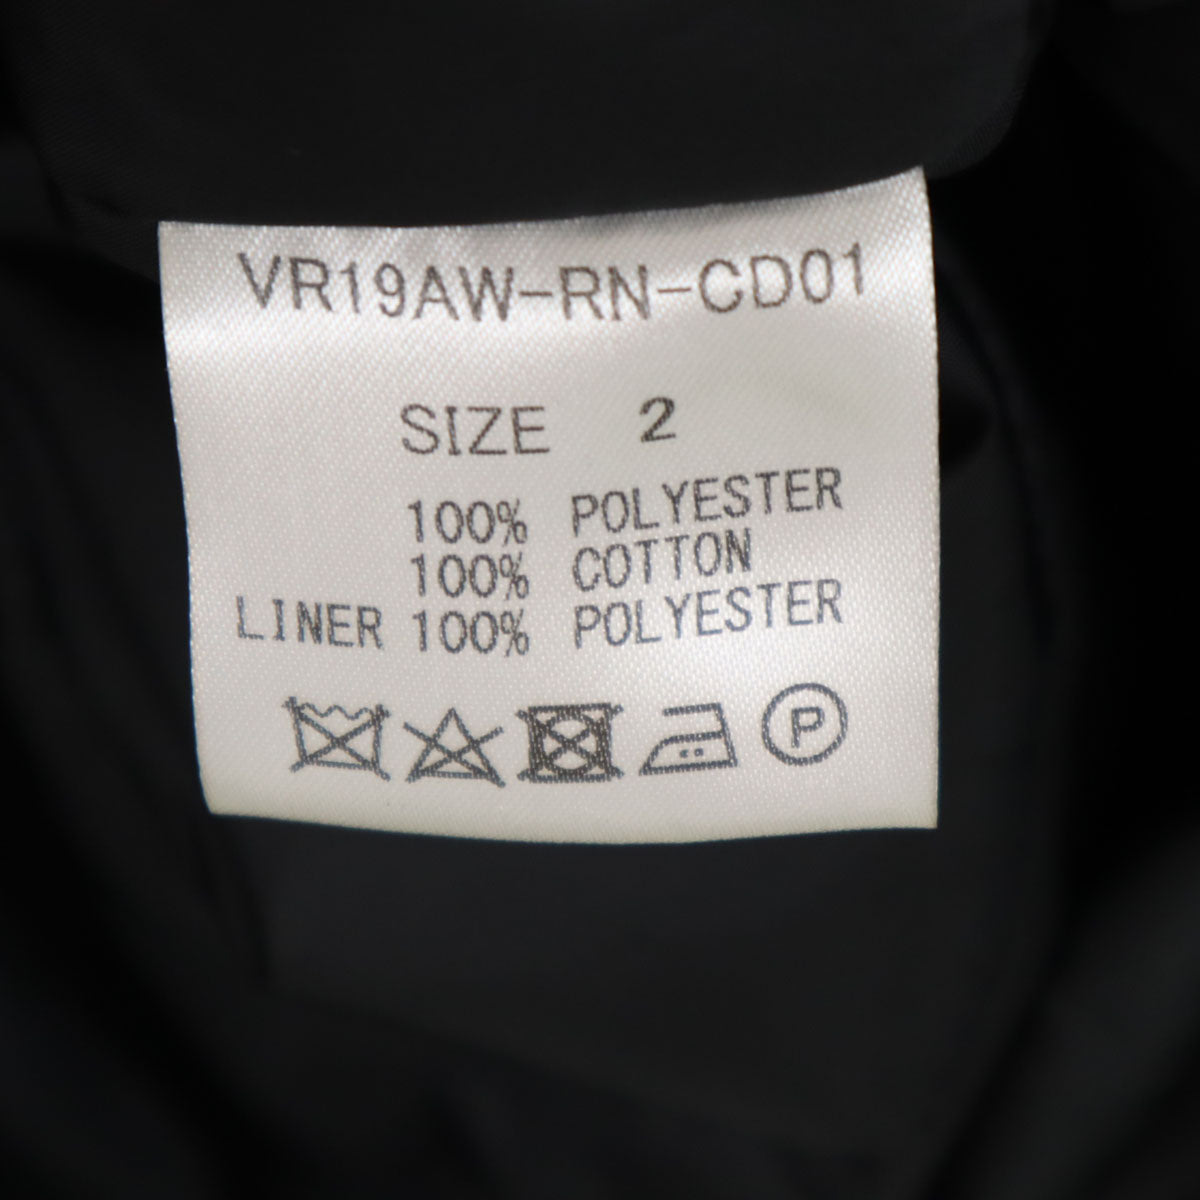 VR19AW-RN-CD01
SIZE 2
100% POLYESTER
100% COTTON
LINER 100% POLYESTER
P